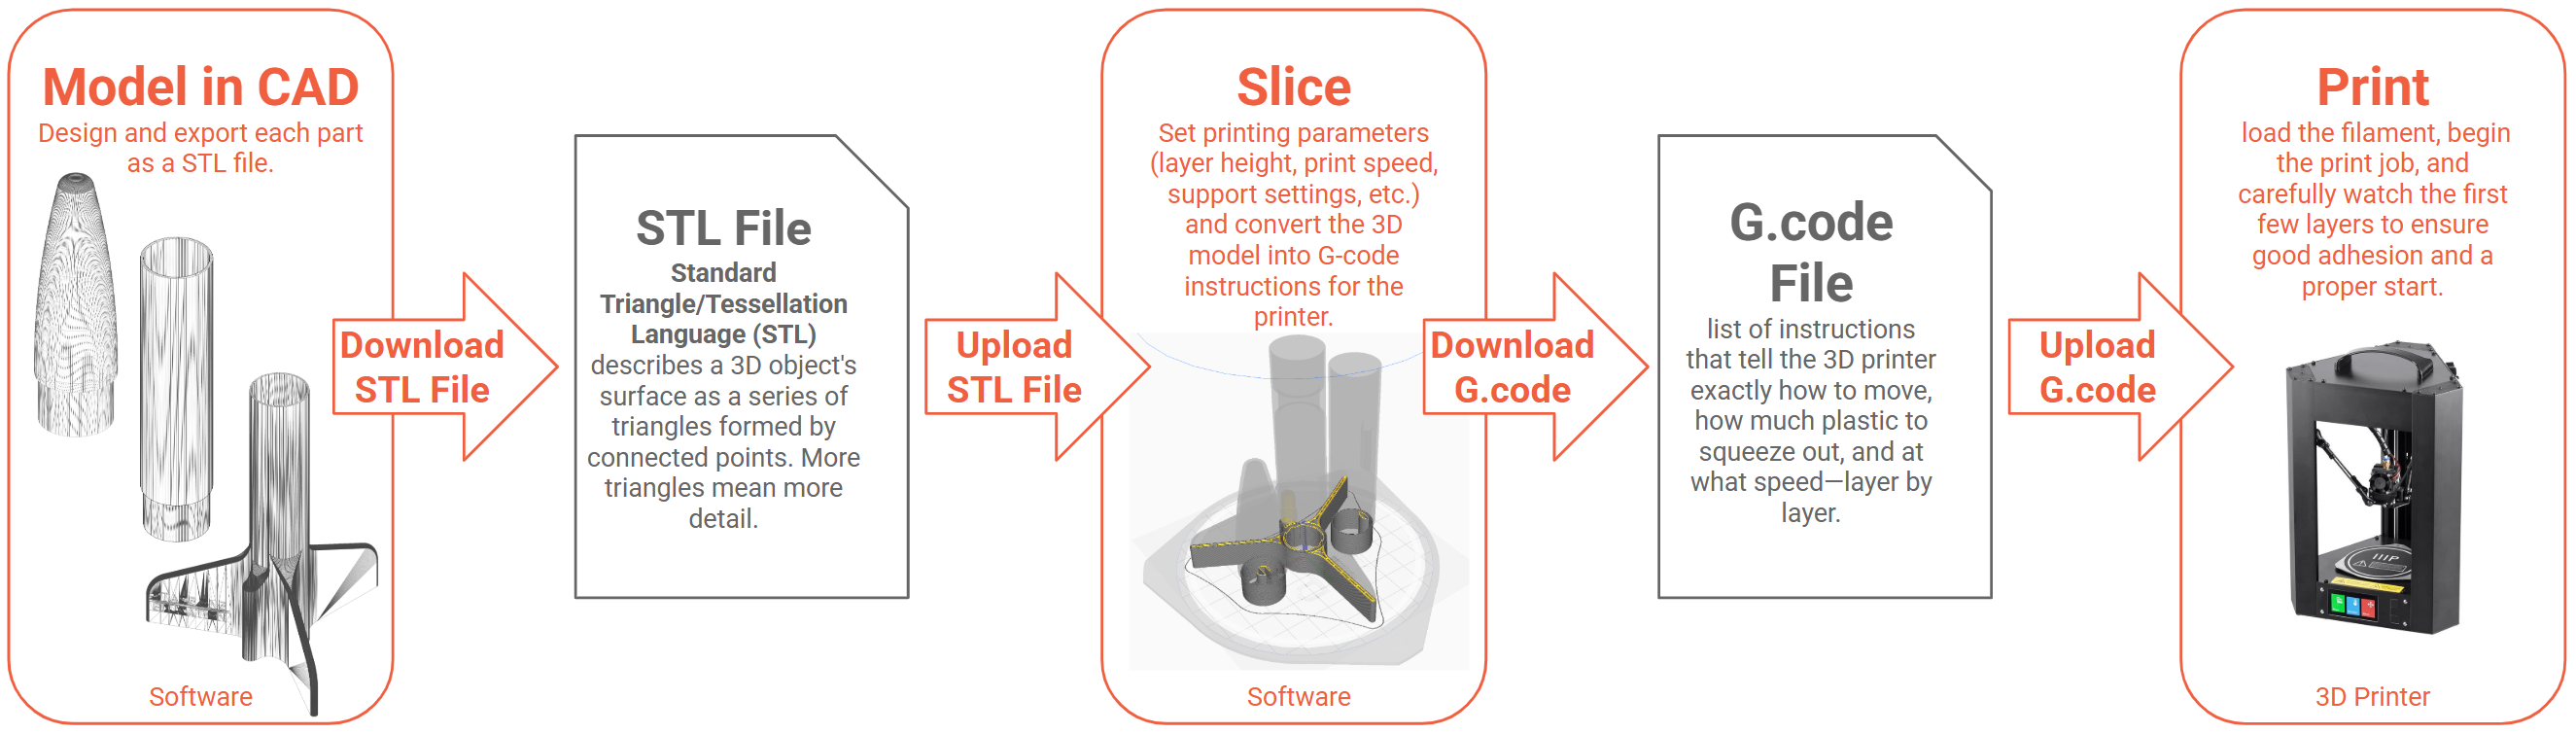 Model in CAD
Design and export each part
as a STL file.
Software
Download
STL File
STL File
Standard
Triangle/Tessellation
Language (STL)
describes a 3D object's
surface as a series of
triangles formed by
connected points. More
triangles mean more
detail.
Upload
STL File
Slice
Set printing parameters
(layer height, print speed,
support settings, etc.)
and convert the 3D
model into G-code
instructions for the
printer.
Software
Download
G.code
G.code
File
list of instructions
that tell the 3D printer
exactly how to move,
how much plastic to
squeeze out, and at
what speed—layer by
layer.
Upload
G.code
Print
load the filament, begin
the print job, and
carefully watch the first
few layers to ensure
good adhesion and a
proper start.
IIIP
3D Printer